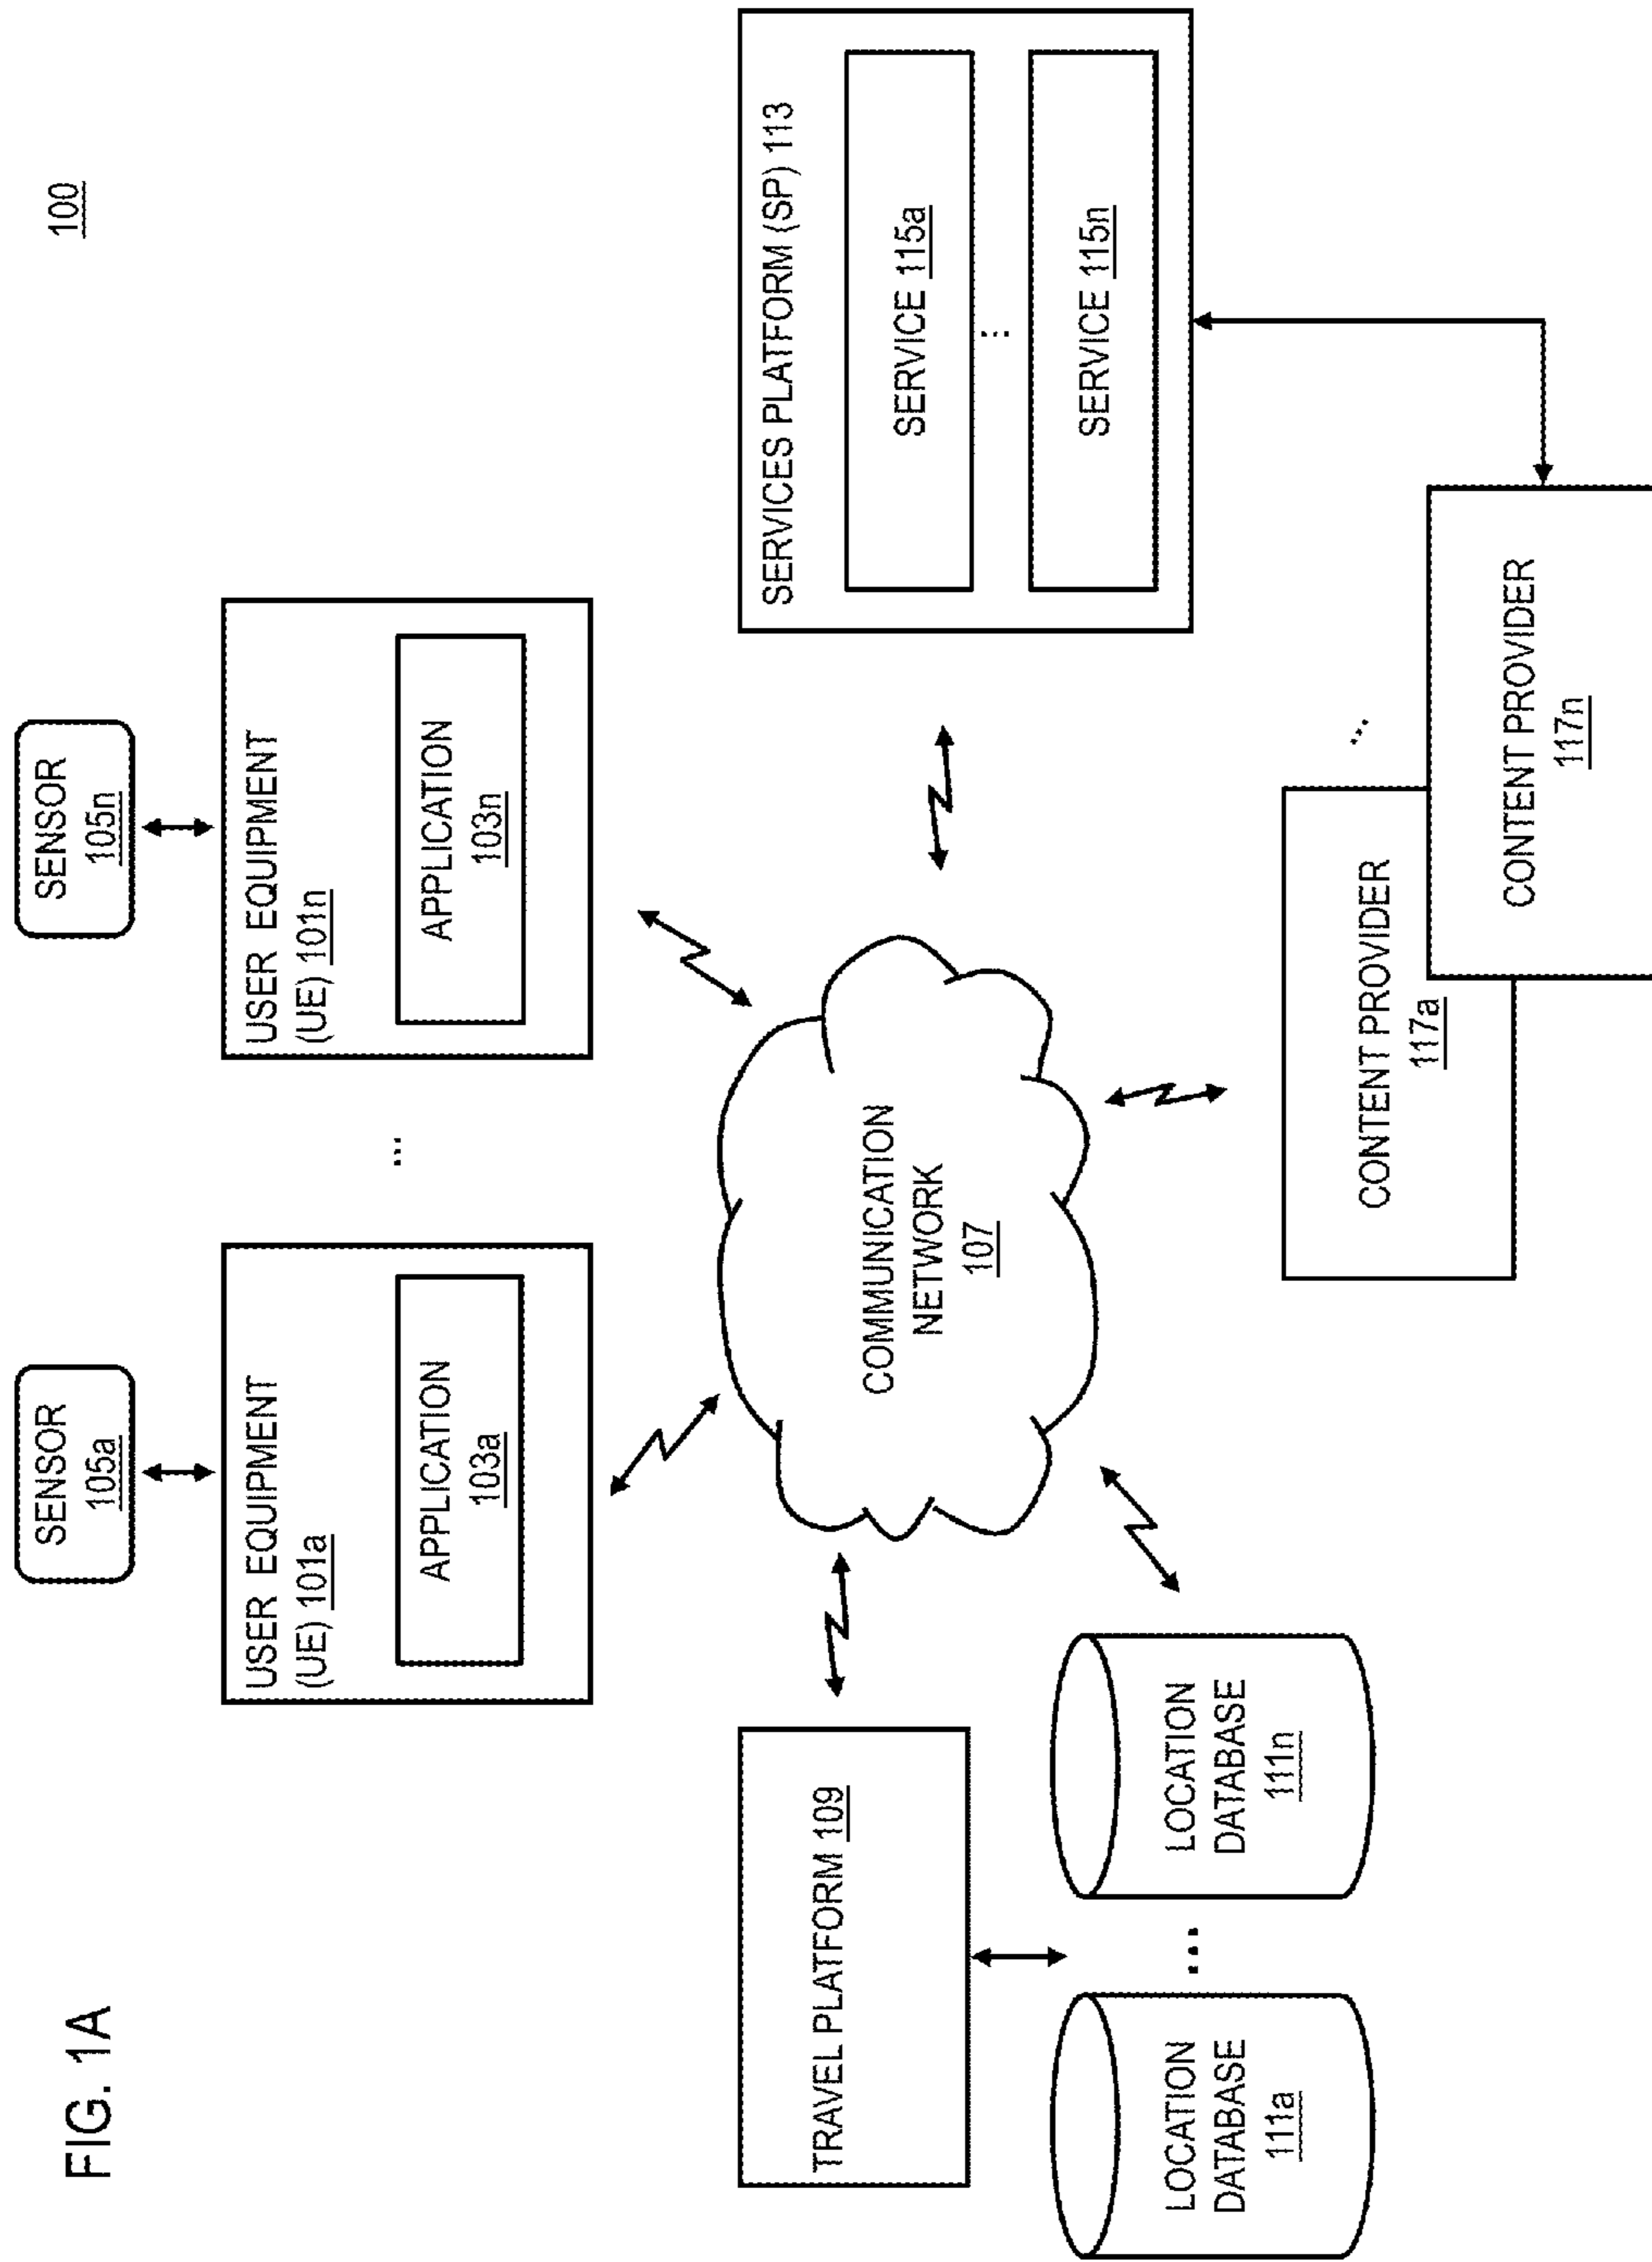 FIG. 1A
100
SENSOR
105a
SENSOR
105n
USER EQUIPMENT
(UE) 101a
APPLICATION
103a
...
USER EQUIPMENT
(UE) 101n
APPLICATION
103n
TRAVEL PLATFORM 109
COMMUNICATION
NETWORK
107
SERVICES PLATFORM (SP) 113
SERVICE 115a
...
SERVICE 115n
LOCATION
DATABASE
111a
...
LOCATION
DATABASE
111n
CONTENT PROVIDER
117a
...
CONTENT PROVIDER
117n